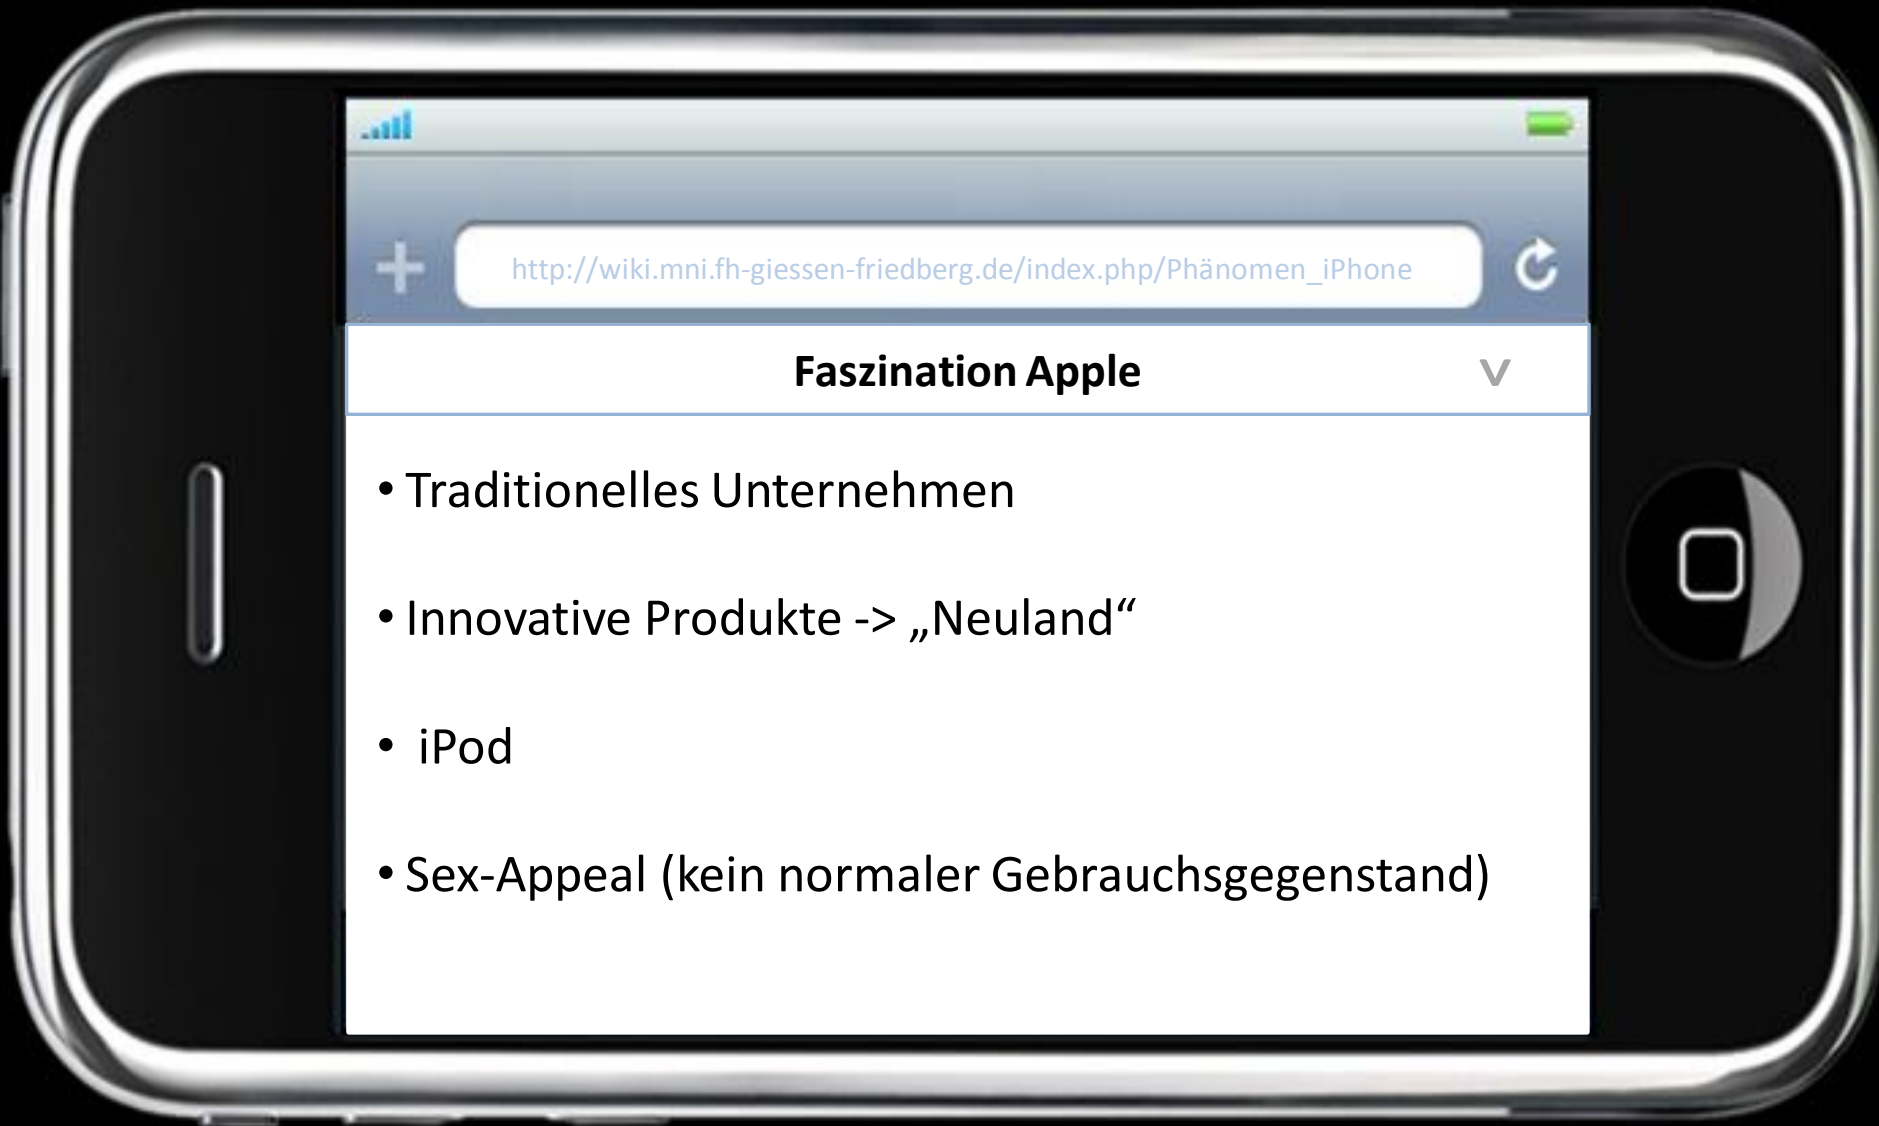 http://wiki.mni.fh-giessen-friedberg.de/index.php/Phänomen_iPhone
Faszination Apple v
• Traditionelles Unternehmen
• Innovative Produkte -> „Neuland“
• iPod
• Sex-Appeal (kein normaler Gebrauchsgegenstand)